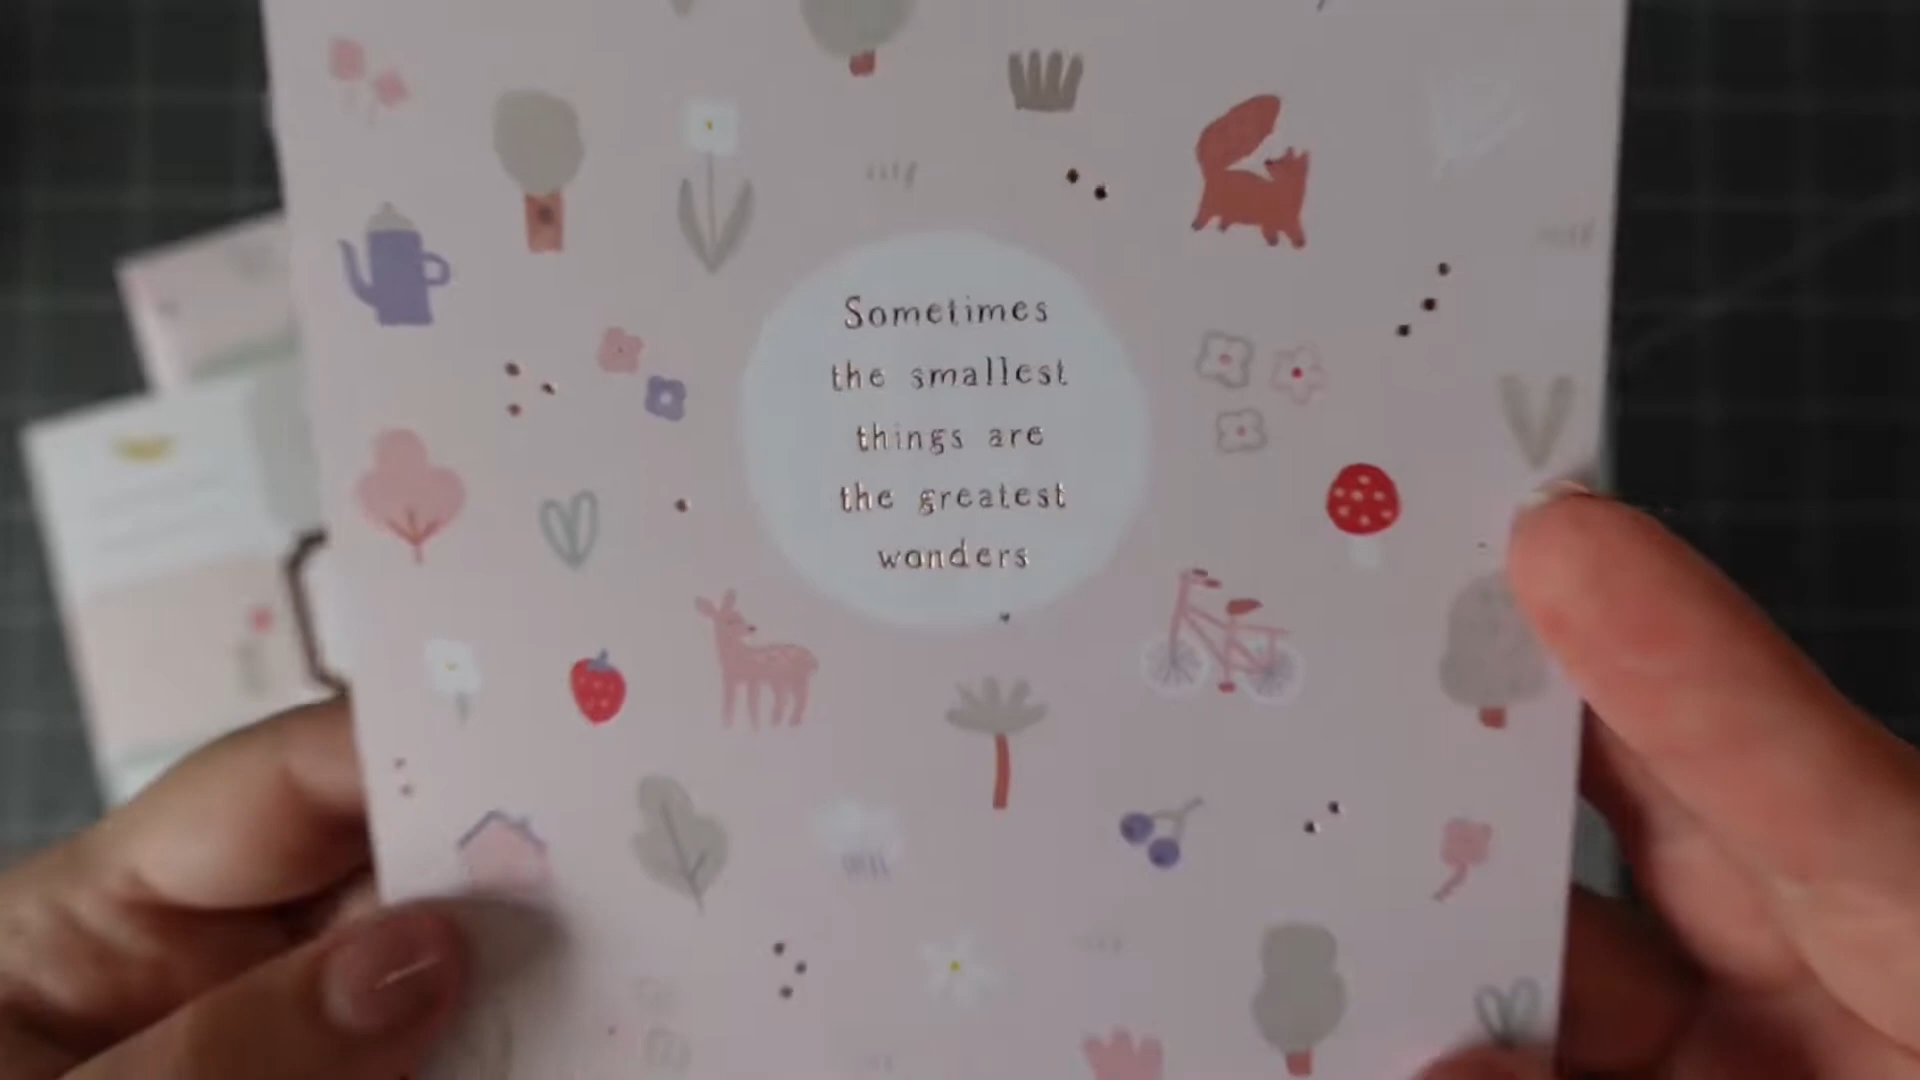 Sometimes
the smallest
things are
the greatest
wonders